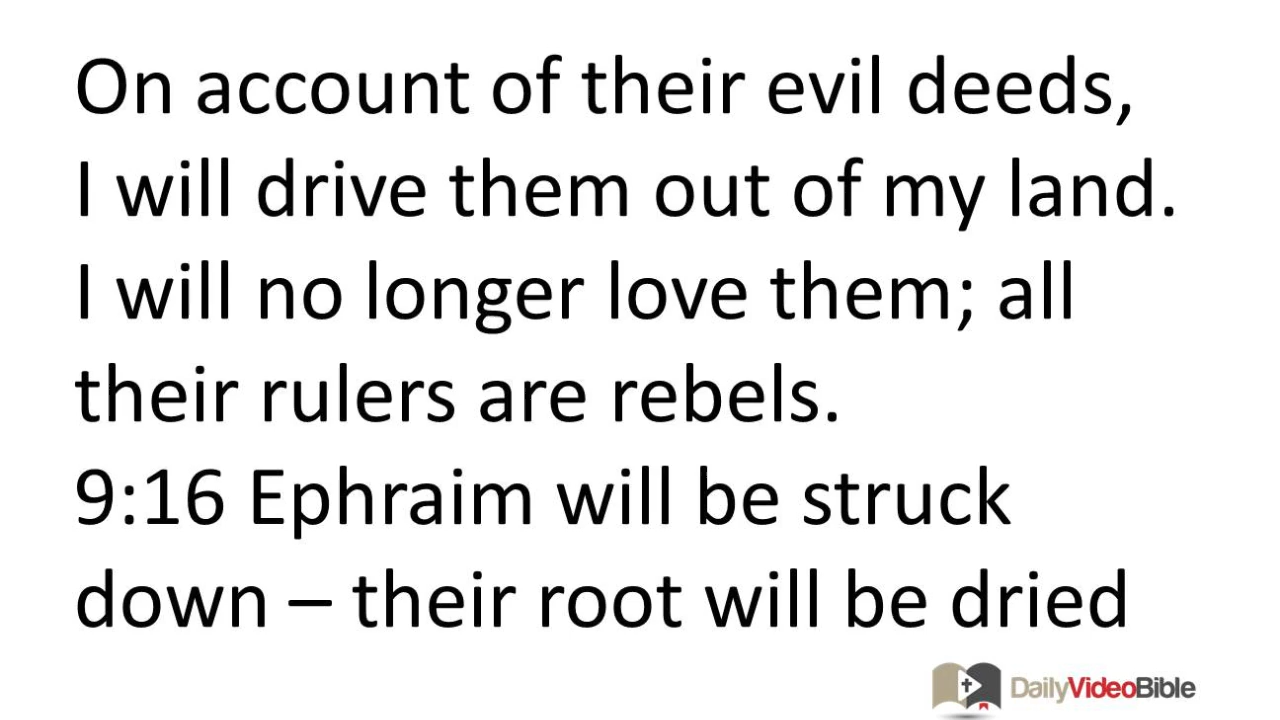 On account of their evil deeds,
I will drive them out of my land.
I will no longer love them; all
their rulers are rebels.
9:16 Ephraim will be struck
down – their root will be dried
DailyVideoBible